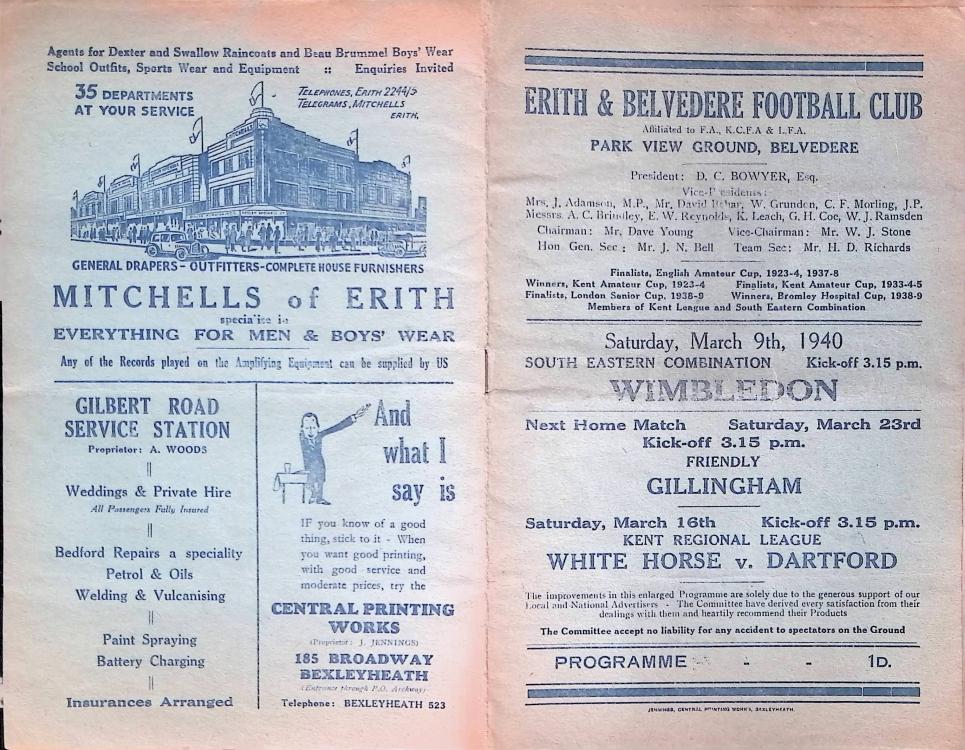 Agents for Dexter and Swallow Raincoats and Beau Brummel Boys' Wear
School Outfits, Sports Wear and Equipment :: Enquiries Invited
35 DEPARTMENTS
AT YOUR SERVICE
TELEPHONES, ERITH 2244/5
TELEGRAMS, MITCHELLS
ERITH.
MITCHELLS
GENERAL DRAPERS - OUTFITTERS - COMPLETE HOUSE FURNISHERS
MITCHELLS of ERITH
specialize in
EVERYTHING FOR MEN & BOYS' WEAR
Any of the Records played on the Amplifying Equipment can be supplied by US
GILBERT ROAD
SERVICE STATION
Proprietor: A. WOODS
Weddings & Private Hire
All Passengers Fully Insured
Bedford Repairs a speciality
Petrol & Oils
Welding & Vulcanising
Paint Spraying
Battery Charging
Insurances Arranged
And
what I
say is
IF you know of a good
thing, stick to it - When
you want good printing,
with good service and
moderate prices, try the
CENTRAL PRINTING
WORKS
(Proprietor: J. JENNINGS)
185 BROADWAY
BEXLEYHEATH
(Entrance through P.O. Archway)
Telephone: BEXLEYHEATH 523
ERITH & BELVEDERE FOOTBALL CLUB
Affiliated to F.A., K.C.F.A & L.F.A.
PARK VIEW GROUND, BELVEDERE
President: D. C. BOWYER, Esq.
Vice-Presidents:
Mrs. J. Adamson, M.P., Mr. David W. Grunden, C. F. Morling, J.P.
Messrs. A. C. Brindley, E. W. Reynolds, K. Leach, G. H. Coe, W. J. Ramsden
Chairman: Mr. Dave Young Vice-Chairman: Mr. W. J. Stone
Hon Gen. Sec: Mr. J. N. Bell Team Sec: Mr. H. D. Richards
Finalists, English Amateur Cup, 1923-4, 1937-8
Winners, Kent Amateur Cup, 1923-4 Finalists, Kent Amateur Cup, 1933-4-5
Finalists, London Senior Cup, 1938-9 Winners, Bromley Hospital Cup, 1938-9
Members of Kent League and South Eastern Combination
Saturday, March 9th, 1940
SOUTH EASTERN COMBINATION Kick-off 3.15 p.m.
WIMBLEDON
Next Home Match Saturday, March 23rd
Kick-off 3.15 p.m.
FRIENDLY
GILLINGHAM
Saturday, March 16th Kick-off 3.15 p.m.
KENT REGIONAL LEAGUE
WHITE HORSE v. DARTFORD
The improvements in this enlarged Programme are solely due to the generous support of our
Local and National Advertisers - The Committee have derived every satisfaction from their
dealings with them and heartily recommend their Products
The Committee accept no liability for any accident to spectators on the Ground
PROGRAMME - - 1D.
JENNINGS, CENTRAL PRINTING WORKS, BEXLEYHEATH.